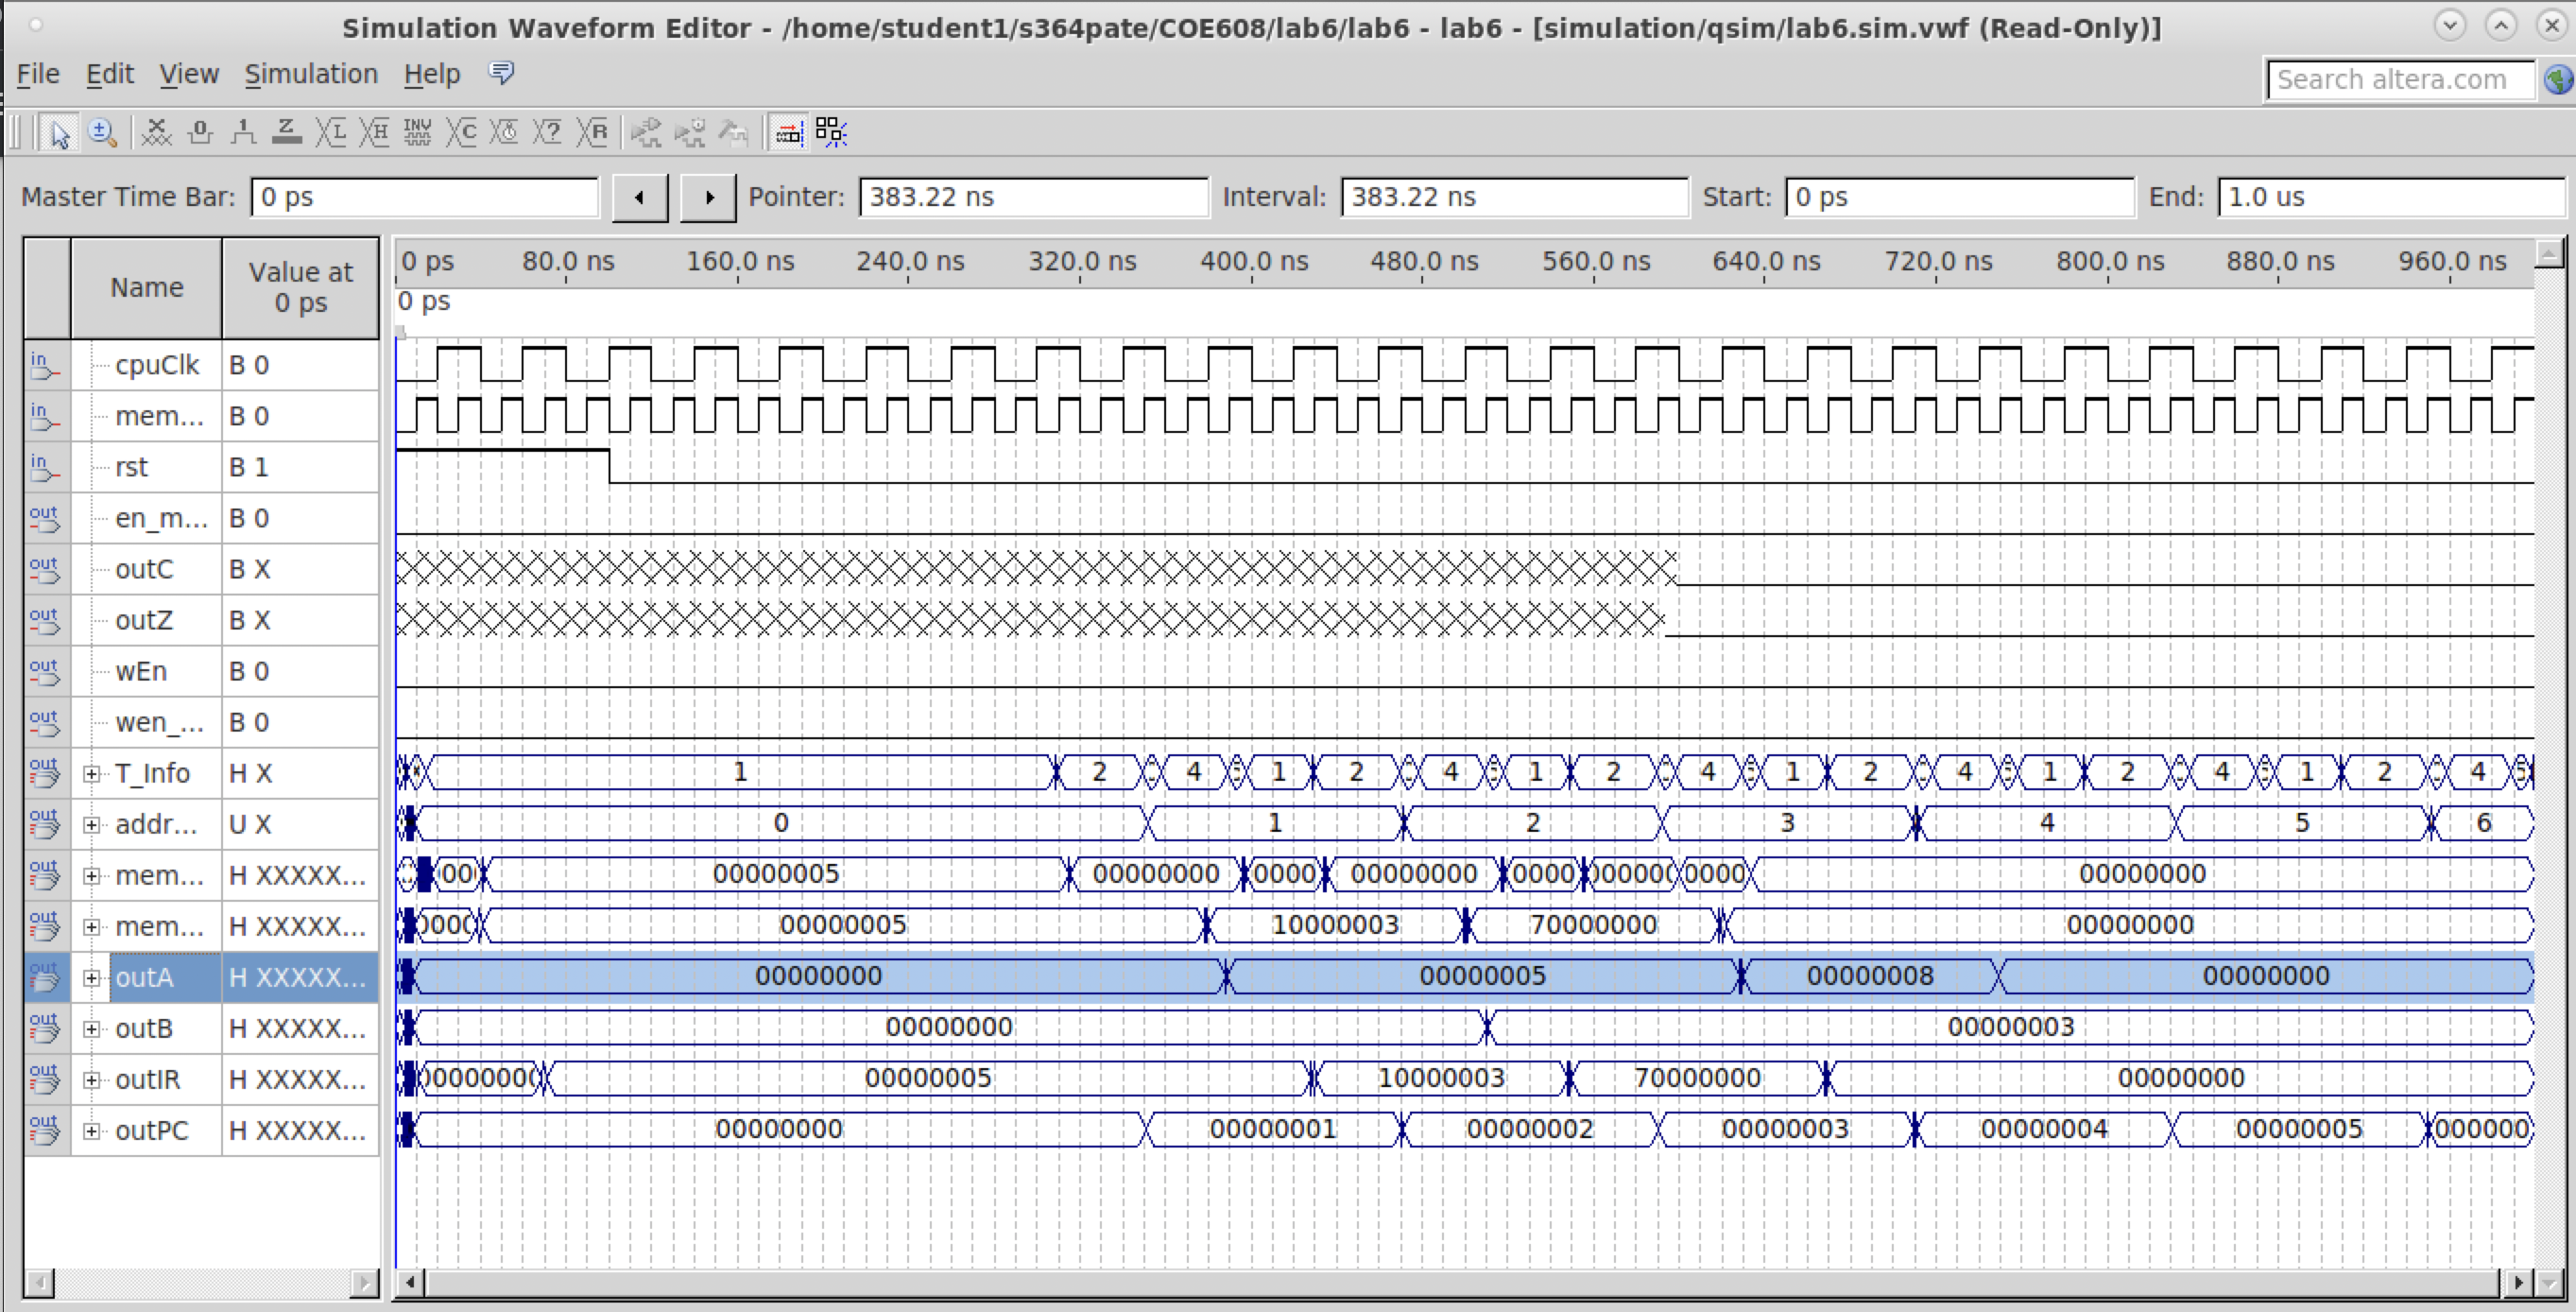 Simulation Waveform Editor - /home/student1/s364pate/COE608/lab6/lab6 - lab6 - [simulation/qsim/lab6.sim.vwf (Read-Only)]
File Edit View Simulation Help
Search altera.com
Master Time Bar: 0 ps Pointer: 383.22 ns Interval: 383.22 ns Start: 0 ps End: 1.0 us
Name Value at 0 ps
0 ps 80.0 ns 160.0 ns 240.0 ns 320.0 ns 400.0 ns 480.0 ns 560.0 ns 640.0 ns 720.0 ns 800.0 ns 880.0 ns 960.0 ns
0 ps
in cpuClk B 0
in mem... B 0
in rst B 1
out en_m... B 0
out outC B X
out outZ B X
out wEn B 0
out wen_... B 0
out T_Info H X 1 2 4 1 2 4 1 2 4 1 2 4 1 2 4 1 2 4
out addr... U X 0 1 2 3 4 5 6
out mem... H XXXXX... 00 00000005 00000000 0000 00000000 0000 00000 0000 00000000
out mem... H XXXXX... 000 00000005 10000003 70000000 00000000
out outA H XXXXX... 00000000 00000005 00000008 00000000
out outB H XXXXX... 00000000 00000003
out outIR H XXXXX... 0000000 00000005 10000003 70000000 00000000
out outPC H XXXXX... 00000000 00000001 00000002 00000003 00000004 00000005 000000